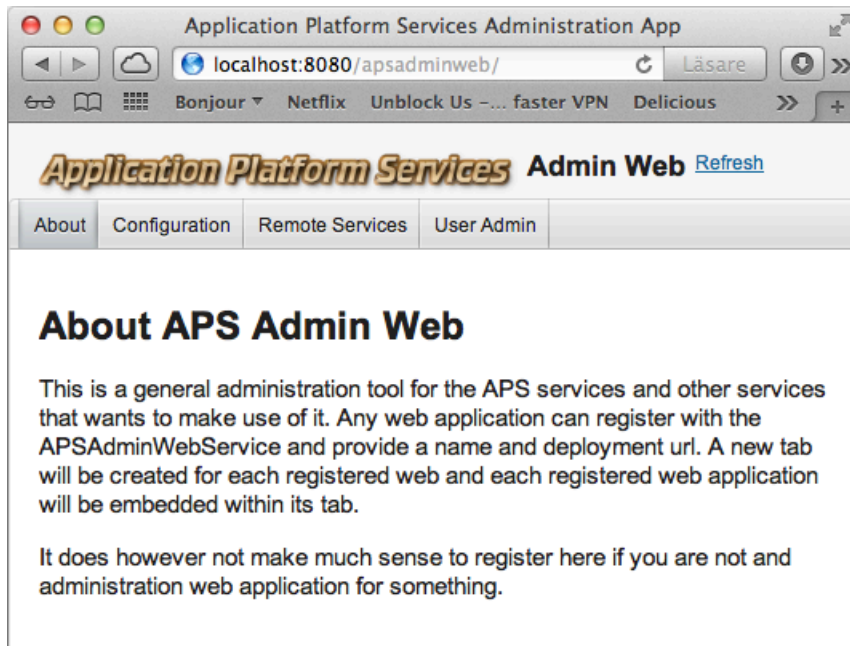 Application Platform Services Administration App
localhost:8080/apsadminweb/ Läsare
Bonjour Netflix Unblock Us –... faster VPN Delicious
Application Platform Services Admin Web Refresh
About Configuration Remote Services User Admin
About APS Admin Web
This is a general administration tool for the APS services and other services
that wants to make use of it. Any web application can register with the
APSAdminWebService and provide a name and deployment url. A new tab
will be created for each registered web and each registered web application
will be embedded within its tab.
It does however not make much sense to register here if you are not and
administration web application for something.